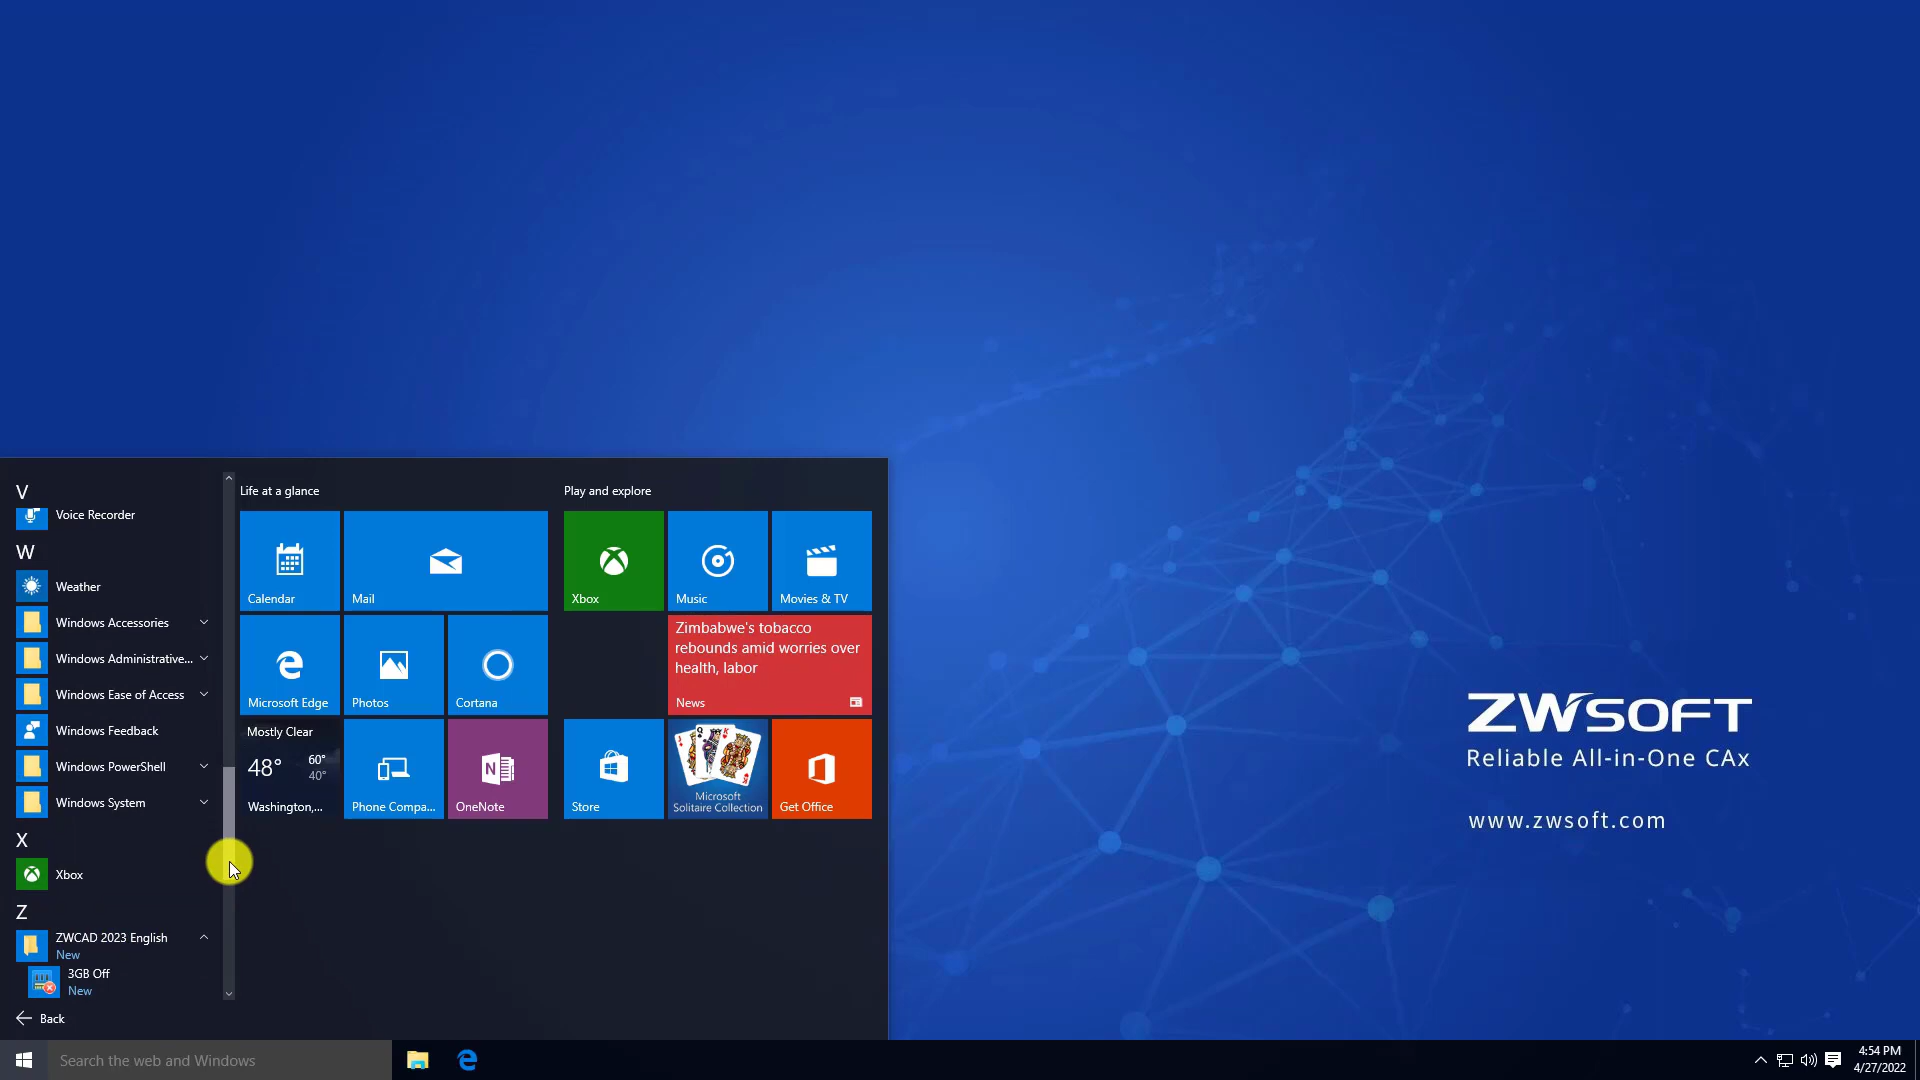 V
Voice Recorder
W
Weather
Windows Accessories
Windows Administrative...
Windows Ease of Access
Windows Feedback
Windows PowerShell
Windows System
X
Xbox
Z
ZWCAD 2023 English
New
3GB Off
New
Back
Life at a glance
Calendar
Mail
Microsoft Edge
Photos
Cortana
Mostly Clear
48° 60°
40°
Washington,...
Phone Compa...
OneNote
Play and explore
Xbox
Music
Movies & TV
Zimbabwe's tobacco
rebounds amid worries over
health, labor
News
Store
Microsoft
Solitaire Collection
Get Office
ZWSOFT
Reliable All-in-One CAx
www.zwsoft.com
Search the web and Windows
4:54 PM
4/27/2022